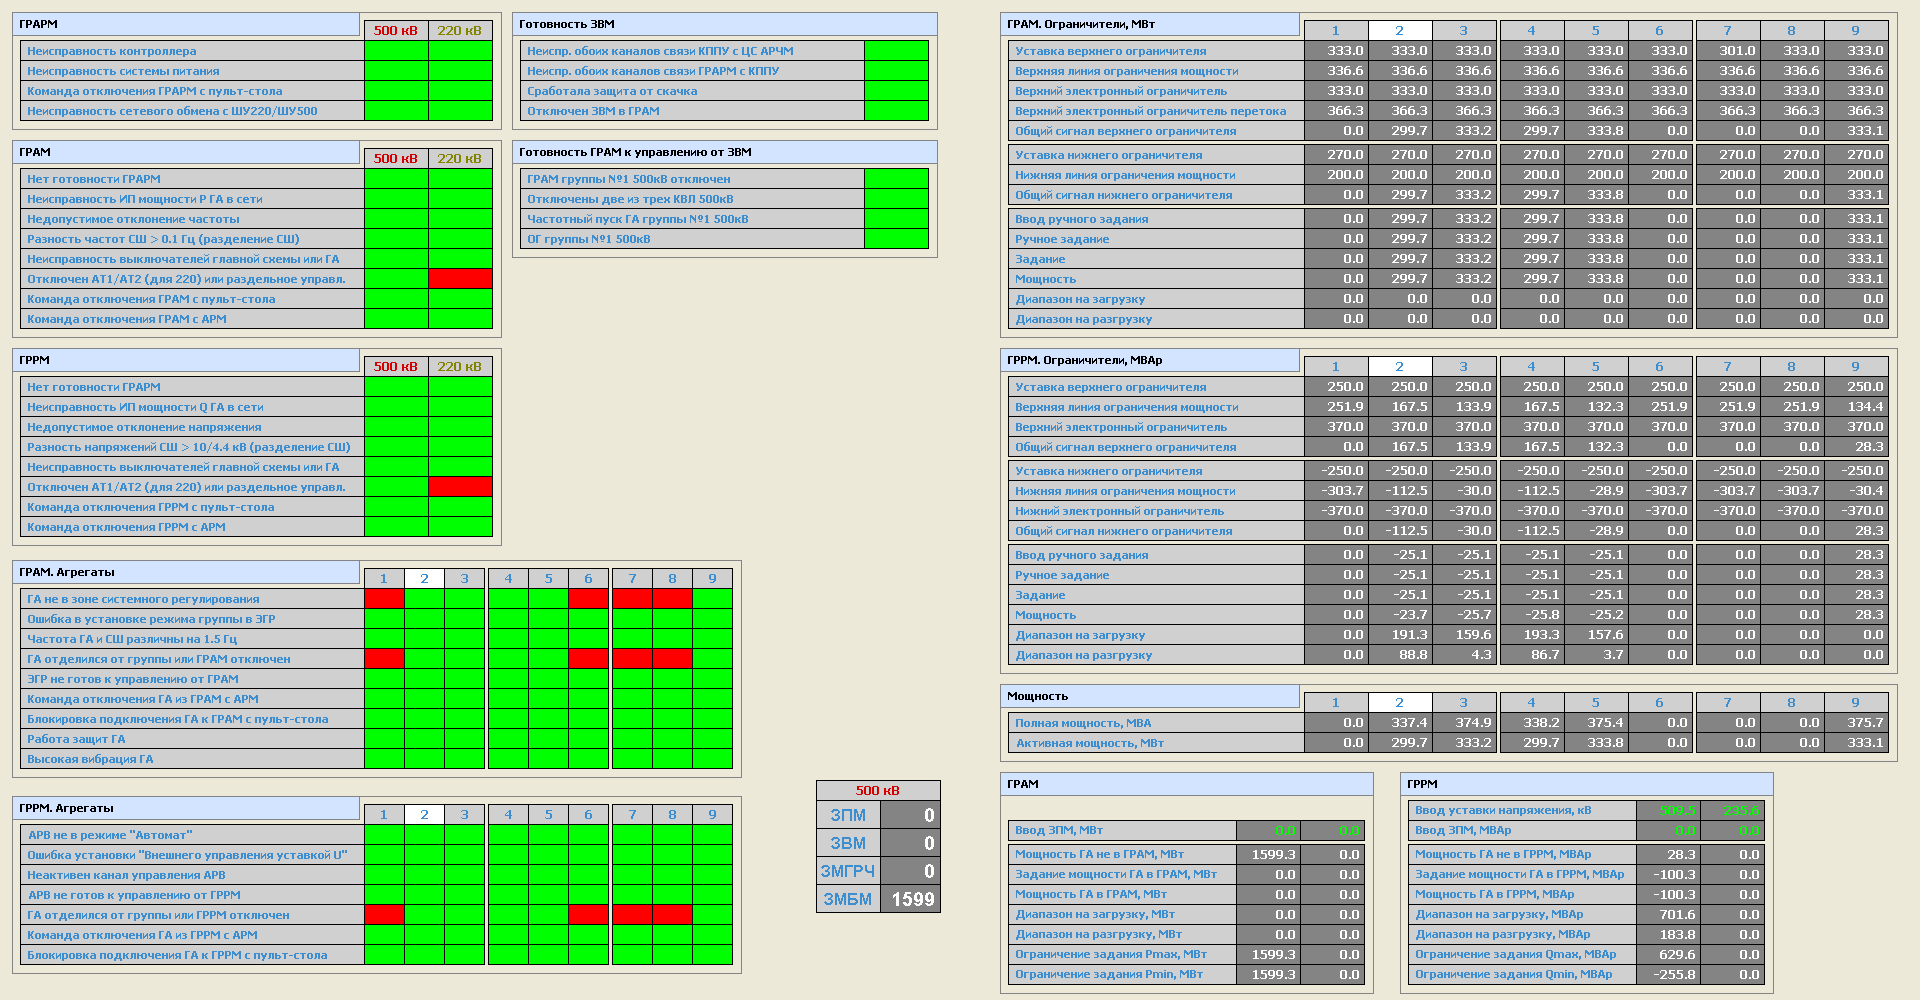 ГРАРМ
500 кВ 220 кВ
Неисправность контроллера
Неисправность системы питания
Команда отключения ГРАРМ с пульт-стола
Неисправность сетевого обмена с ШУ220/ШУ500
ГРАМ
500 кВ 220 кВ
Нет готовности ГРАРМ
Неисправность ИП мощности P ГА в сети
Недопустимое отклонение частоты
Разность частот СШ > 0.1 Гц (разделение СШ)
Неисправность выключателей главной схемы или ГА
Отключен АТ1/АТ2 (для 220) или раздельное управл.
Команда отключения ГРАМ с пульт-стола
Команда отключения ГРАМ с АРМ
ГРРМ
500 кВ 220 кВ
Нет готовности ГРАРМ
Неисправность ИП мощности Q ГА в сети
Недопустимое отклонение напряжения
Разность напряжений СШ > 10/4.4 кВ (разделение СШ)
Неисправность выключателей главной схемы или ГА
Отключен АТ1/АТ2 (для 220) или раздельное управл.
Команда отключения ГРРМ с пульт-стола
Команда отключения ГРРМ с АРМ
ГРАМ. Агрегаты
1 2 3 4 5 6 7 8 9
ГА не в зоне системного регулирования
Ошибка в установке режима группы в ЭГР
Частота ГА и СШ различны на 1.5 Гц
ГА отделился от группы или ГРАМ отключен
ЭГР не готов к управлению от ГРАМ
Команда отключения ГА из ГРАМ с АРМ
Блокировка подключения ГА к ГРАМ с пульт-стола
Работа защит ГА
Высокая вибрация ГА
ГРРМ. Агрегаты
1 2 3 4 5 6 7 8 9
АРВ не в режиме "Автомат"
Ошибка установки "Внешнего управления уставкой U"
Неактивен канал управления АРВ
АРВ не готов к управлению от ГРРМ
ГА отделился от группы или ГРРМ отключен
Команда отключения ГА из ГРРМ с АРМ
Блокировка подключения ГА к ГРРМ с пульт-стола
Готовность ЗВМ
Неиспр. обоих каналов связи КППУ с ЦС АРЧМ
Неиспр. обоих каналов связи ГРАРМ с КППУ
Сработала защита от скачка
Отключен ЗВМ в ГРАМ
Готовность ГРАМ к управлению от ЗВМ
ГРАМ группы №1 500кВ отключен
Отключены две из трех КВЛ 500кВ
Частотный пуск ГА группы №1 500кВ
ОГ группы №1 500кВ
500 кВ
ЗПМ 0
ЗВМ 0
ЗМГРЧ 0
ЗМБМ 1599
ГРАМ. Ограничители, МВт
1 2 3 4 5 6 7 8 9
Уставка верхнего ограничителя 333.0 333.0 333.0 333.0 333.0 333.0 301.0 333.0 333.0
Верхняя линия ограничения мощности 336.6 336.6 336.6 336.6 336.6 336.6 336.6 336.6 336.6
Верхний электронный ограничитель 333.0 333.0 333.0 333.0 333.0 333.0 333.0 333.0 333.0
Верхний электронный ограничитель перетока 366.3 366.3 366.3 366.3 366.3 366.3 366.3 366.3 366.3
Общий сигнал верхнего ограничителя 0.0 299.7 333.2 299.7 333.8 0.0 0.0 0.0 333.1
Уставка нижнего ограничителя 270.0 270.0 270.0 270.0 270.0 270.0 270.0 270.0 270.0
Нижняя линия ограничения мощности 200.0 200.0 200.0 200.0 200.0 200.0 200.0 200.0 200.0
Общий сигнал нижнего ограничителя 0.0 299.7 333.2 299.7 333.8 0.0 0.0 0.0 333.1
Ввод ручного задания 0.0 299.7 333.2 299.7 333.8 0.0 0.0 0.0 333.1
Ручное задание 0.0 299.7 333.2 299.7 333.8 0.0 0.0 0.0 333.1
Задание 0.0 299.7 333.2 299.7 333.8 0.0 0.0 0.0 333.1
Мощность 0.0 299.7 333.2 299.7 333.8 0.0 0.0 0.0 333.1
Диапазон на загрузку 0.0 0.0 0.0 0.0 0.0 0.0 0.0 0.0 0.0
Диапазон на разгрузку 0.0 0.0 0.0 0.0 0.0 0.0 0.0 0.0 0.0
ГРРМ. Ограничители, МВАр
1 2 3 4 5 6 7 8 9
Уставка верхнего ограничителя 250.0 250.0 250.0 250.0 250.0 250.0 250.0 250.0 250.0
Верхняя линия ограничения мощности 251.9 167.5 133.9 167.5 132.3 251.9 251.9 251.9 134.4
Верхний электронный ограничитель 370.0 370.0 370.0 370.0 370.0 370.0 370.0 370.0 370.0
Общий сигнал верхнего ограничителя 0.0 167.5 133.9 167.5 132.3 0.0 0.0 0.0 28.3
Уставка нижнего ограничителя -250.0 -250.0 -250.0 -250.0 -250.0 -250.0 -250.0 -250.0 -250.0
Нижняя линия ограничения мощности -303.7 -112.5 -30.0 -112.5 -28.9 -303.7 -303.7 -303.7 -30.4
Нижний электронный ограничитель -370.0 -370.0 -370.0 -370.0 -370.0 -370.0 -370.0 -370.0 -370.0
Общий сигнал нижнего ограничителя 0.0 -112.5 -30.0 -112.5 -28.9 0.0 0.0 0.0 28.3
Ввод ручного задания 0.0 -25.1 -25.1 -25.1 -25.1 0.0 0.0 0.0 28.3
Ручное задание 0.0 -25.1 -25.1 -25.1 -25.1 0.0 0.0 0.0 28.3
Задание 0.0 -25.1 -25.1 -25.1 -25.1 0.0 0.0 0.0 28.3
Мощность 0.0 -23.7 -25.7 -25.8 -25.2 0.0 0.0 0.0 28.3
Диапазон на загрузку 0.0 191.3 159.6 193.3 157.6 0.0 0.0 0.0 0.0
Диапазон на разгрузку 0.0 88.8 4.3 86.7 3.7 0.0 0.0 0.0 0.0
Мощность
1 2 3 4 5 6 7 8 9
Полная мощность, МВА 0.0 337.4 374.9 338.2 375.4 0.0 0.0 0.0 375.7
Активная мощность, МВт 0.0 299.7 333.2 299.7 333.8 0.0 0.0 0.0 333.1
ГРАМ
Ввод ЗПМ, МВт 0.0 0.0
Мощность ГА не в ГРАМ, МВт 1599.3 0.0
Задание мощности ГА в ГРАМ, МВт 0.0 0.0
Мощность ГА в ГРАМ, МВт 0.0 0.0
Диапазон на загрузку, МВт 0.0 0.0
Диапазон на разгрузку, МВт 0.0 0.0
Ограничение задания Pmax, МВт 1599.3 0.0
Ограничение задания Pmin, МВт 1599.3 0.0
ГРРМ
Ввод уставки напряжения, кВ
Ввод ЗПМ, МВАр 0.0 0.0
Мощность ГА не в ГРРМ, МВАр 28.3 0.0
Задание мощности ГА в ГРРМ, МВАр -100.3 0.0
Мощность ГА в ГРРМ, МВАр -100.3 0.0
Диапазон на загрузку, МВАр 701.6 0.0
Диапазон на разгрузку, МВАр 183.8 0.0
Ограничение задания Qmax, МВАр 629.6 0.0
Ограничение задания Qmin, МВАр -255.8 0.0